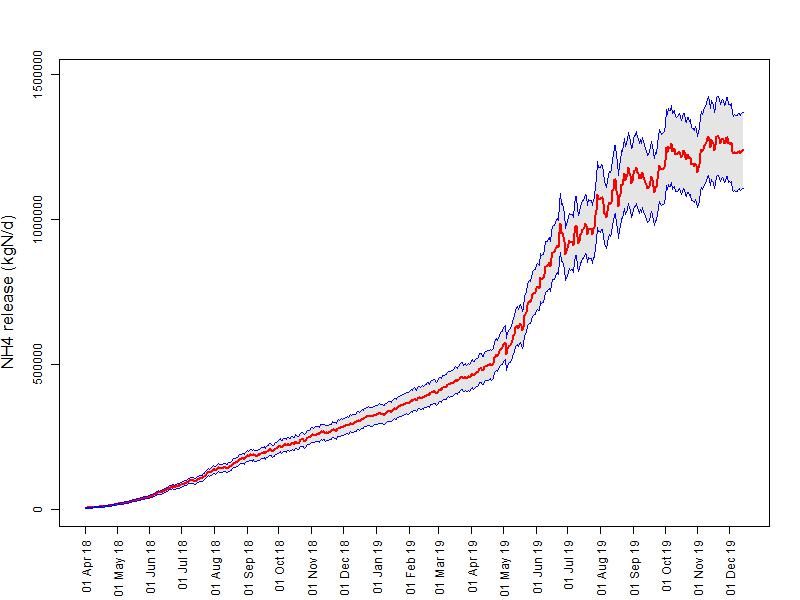 NH4 release (kgN/d)
1500000
1000000
500000
0
01 Apr 18
01 May 18
01 Jun 18
01 Jul 18
01 Aug 18
01 Sep 18
01 Oct 18
01 Nov 18
01 Dec 18
01 Jan 19
01 Feb 19
01 Mar 19
01 Apr 19
01 May 19
01 Jun 19
01 Jul 19
01 Aug 19
01 Sep 19
01 Oct 19
01 Nov 19
01 Dec 19